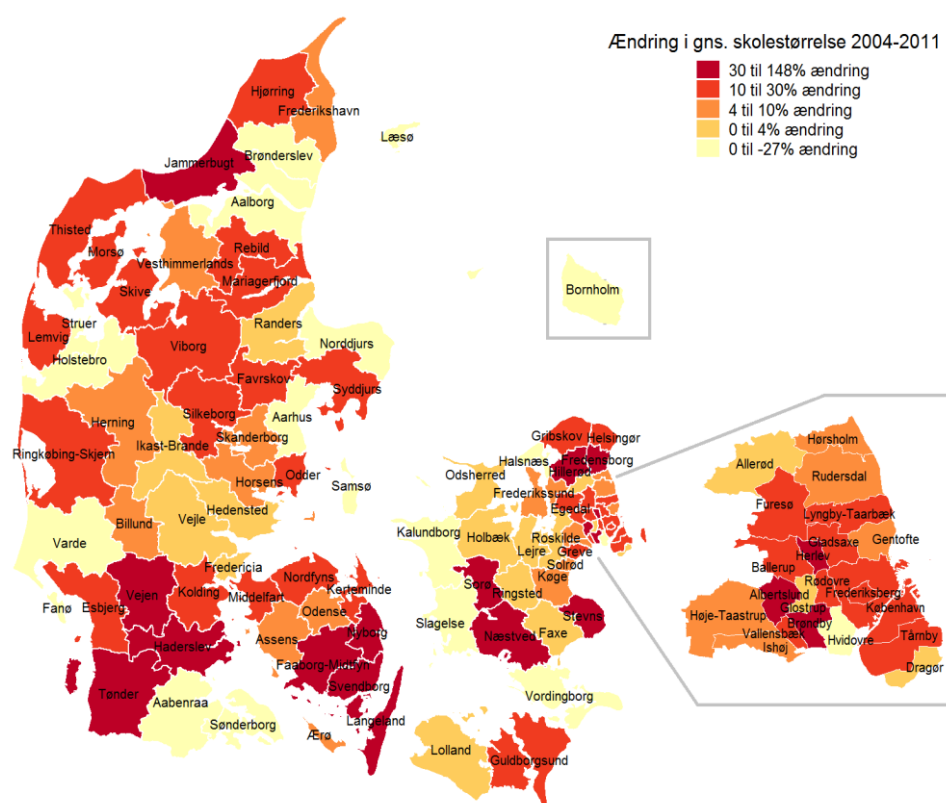 Ændring i gns. skolestørrelse 2004-2011
30 til 148% ændring
10 til 30% ændring
4 til 10% ændring
0 til 4% ændring
0 til -27% ændring
Hjørring
Frederikshavn
Læsø
Brønderslev
Jammerbugt
Aalborg
Thisted
Morsø
Rebild
Vesthimmerlands
Mariagerfjord
Skive
Struer
Lemvig
Randers
Viborg
Norddjurs
Holstebro
Favrskov
Syddjurs
Herning
Silkeborg
Aarhus
Ikast-Brande
Skanderborg
Ringkøbing-Skjern
Horsens
Odder
Samsø
Hedensted
Billund
Vejle
Varde
Fredericia
Fanø
Esbjerg
Vejen
Kolding
Middelfart
Nordfyns
Kerteminde
Odense
Assens
Nyborg
Haderslev
Faaborg-Midtfyn
Svendborg
Tønder
Aabenraa
Sønderborg
Langeland
Ærø
Bornholm
Gribskov
Helsingør
Halsnæs
Fredensborg
Hillerød
Odsherred
Frederikssund
Egedal
Kalundborg
Holbæk
Roskilde
Lejre
Greve
Solrød
Køge
Sorø
Ringsted
Slagelse
Næstved
Stevns
Faxe
Vordingborg
Lolland
Guldborgsund
Hørsholm
Allerød
Rudersdal
Furesø
Lyngby-Taarbæk
Gladsaxe
Gentofte
Herlev
Ballerup
Rødovre
Albertslund
Frederiksberg
Glostrup
København
Høje-Taastrup
Brøndby
Vallensbæk
Hvidovre
Tårnby
Ishøj
Dragør